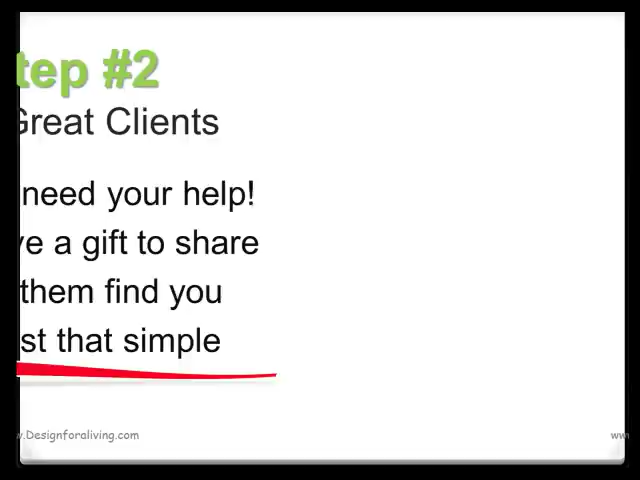 tep #2
Great Clients
need your help!
ve a gift to share
them find you
st that simple
w.Designforaliving.com
ww